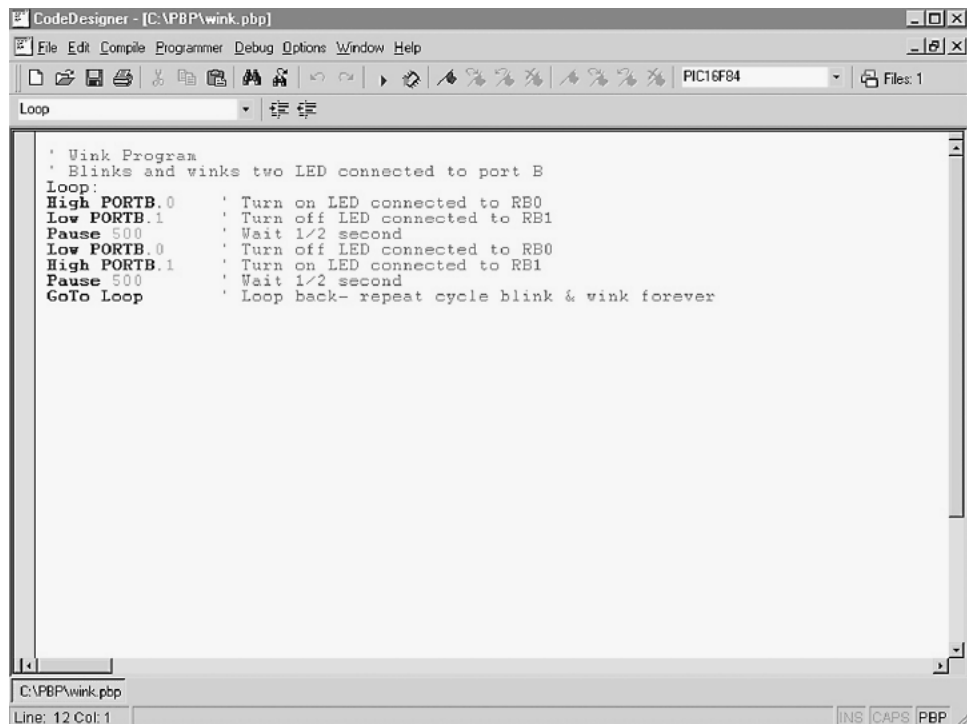 CodeDesigner - [C:\PBP\wink.pbp]
File Edit Compile Programmer Debug Options Window Help
PIC16F84 Files: 1
Loop
' Wink Program
' Blinks and winks two LED connected to port B
Loop:
High PORTB.0 ' Turn on LED connected to RB0
Low PORTB.1 ' Turn off LED connected to RB1
Pause 500 ' Wait 1/2 second
Low PORTB.0 ' Turn off LED connected to RB0
High PORTB.1 ' Turn on LED connected to RB1
Pause 500 ' Wait 1/2 second
GoTo Loop ' Loop back- repeat cycle blink & wink forever
C:\PBP\wink.pbp
Line: 12 Col: 1 INS CAPS PBP